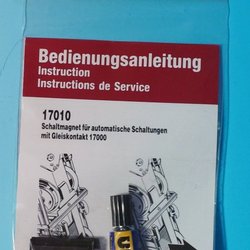 Bedienungsanleitung
Instruction
Instructions de Service
17010
Schaltmagnet für automatische Schaltungen
mit Gleiskontakt 17000